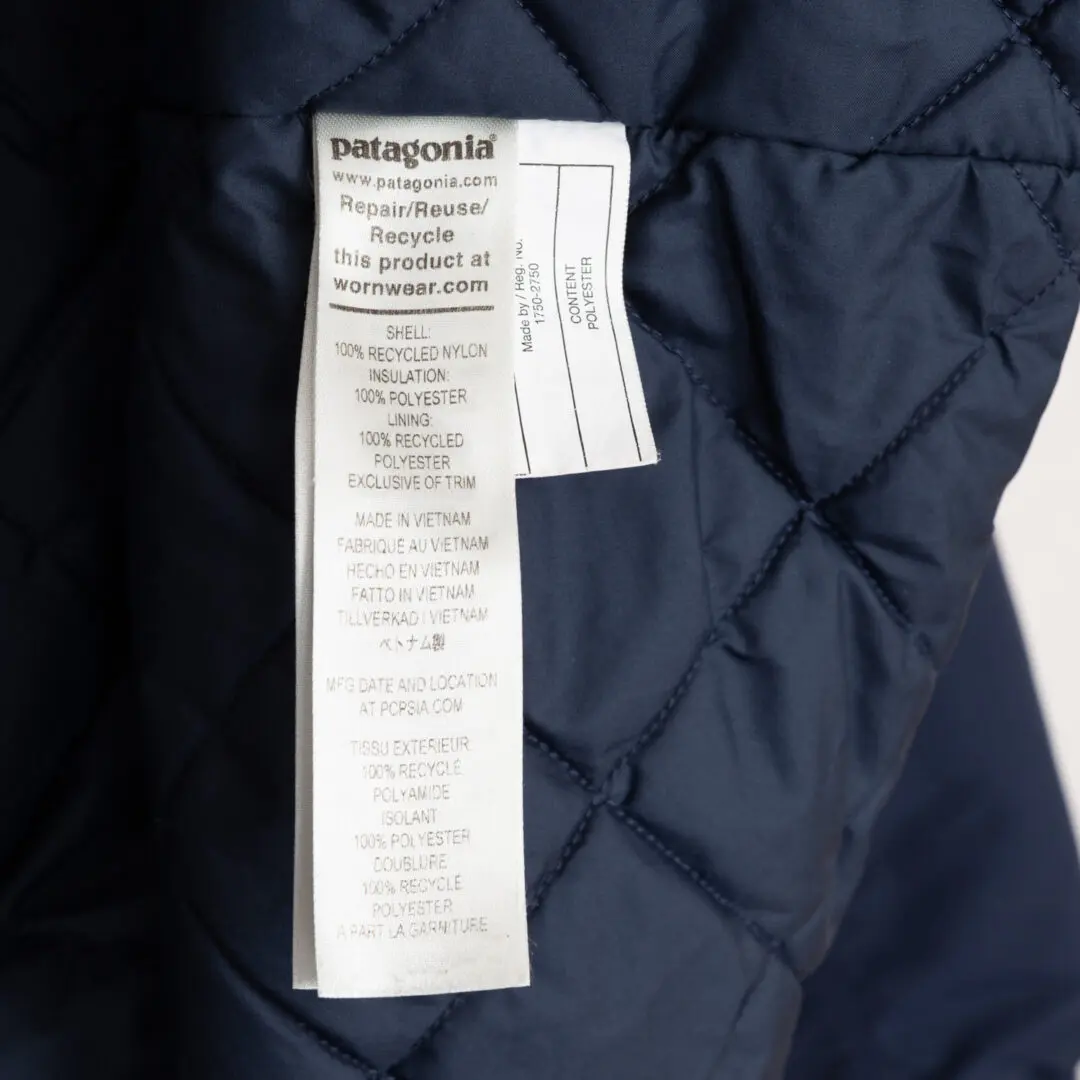 patagonia®
www.patagonia.com
Repair/Reuse/
Recycle
this product at
wornwear.com
SHELL:
100% RECYCLED NYLON
INSULATION:
100% POLYESTER
LINING:
100% RECYCLED
POLYESTER
EXCLUSIVE OF TRIM
MADE IN VIETNAM
FABRIQUÉ AU VIETNAM
HECHO EN VIETNAM
FATTO IN VIETNAM
TILLVERKAD I VIETNAM
ベトナム製
MFG DATE AND LOCATION
AT PCPSIA.COM
TISSU EXTERIEUR:
100% RECYCLÉ
POLYAMIDE
ISOLANT
100% POLYESTER
DOUBLURE
100% RECYCLÉ
POLYESTER
A PART LA GARNITURE
Made by / Reg. No.
1750-2750
CONTENT
POLYESTER